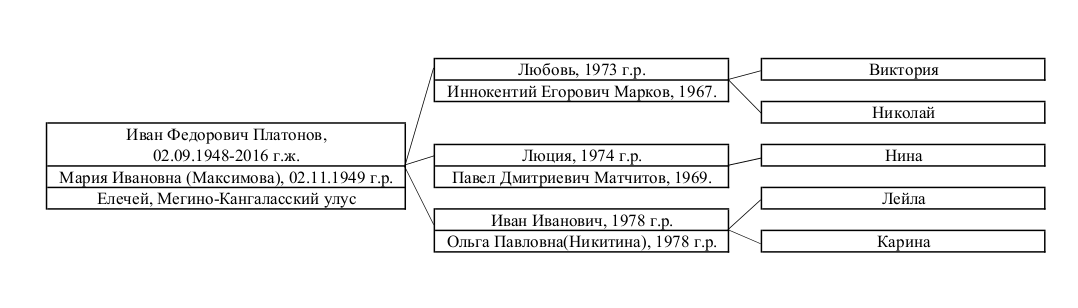 Иван Федорович Платонов,
02.09.1948-2016 г.ж.
Мария Ивановна (Максимова), 02.11.1949 г.р.
Елечей, Мегино-Кангаласский улус
Любовь, 1973 г.р.
Иннокентий Егорович Марков, 1967.
Люция, 1974 г.р.
Павел Дмитриевич Матчитов, 1969.
Иван Иванович, 1978 г.р.
Ольга Павловна(Никитина), 1978 г.р.
Виктория
Николай
Нина
Лейла
Карина